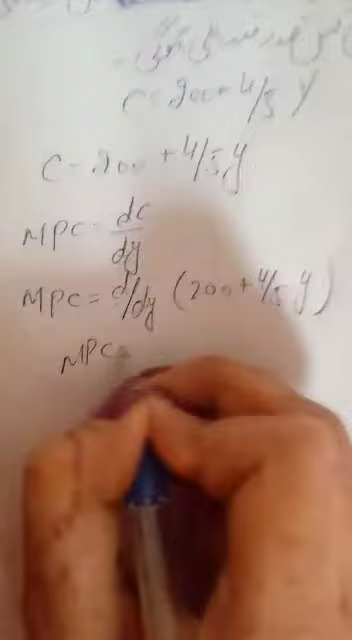 C = 200 + 4/5 Y
C = 200 + 4/5 y
MPC = dc/dy
MPC = d/dy (200 + 4/5 y)
MPC =